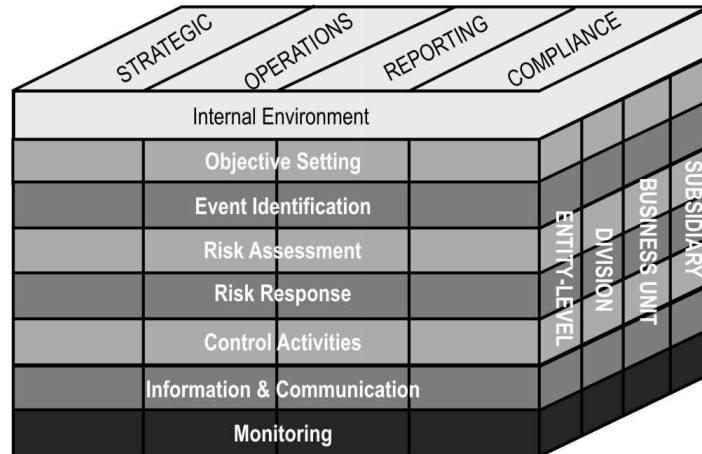 STRATEGIC
OPERATIONS
REPORTING
COMPLIANCE
Internal Environment
Objective Setting
Event Identification
Risk Assessment
Risk Response
Control Activities
Information & Communication
Monitoring
ENTITY-LEVEL
DIVISION
BUSINESS UNIT
SUBSIDIARY